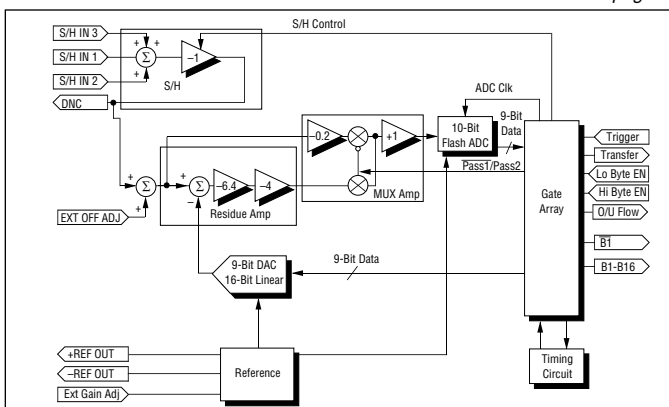 S/H Control
S/H IN 3
S/H IN 1
S/H IN 2
DNC
+
+
+
Σ
–1
S/H
ADC Clk
9-Bit
Data
–0.2
+1
10-Bit
Flash ADC
Trigger
Transfer
Lo Byte EN
Hi Byte EN
O/U Flow
B1
B1-B16
Pass1/Pass2
MUX Amp
Gate
Array
+
+
Σ
EXT OFF ADJ
+
–
Σ
–6.4
–4
Residue Amp
9-Bit DAC
16-Bit Linear
9-Bit Data
+REF OUT
–REF OUT
Ext Gain Adj
Reference
Timing
Circuit